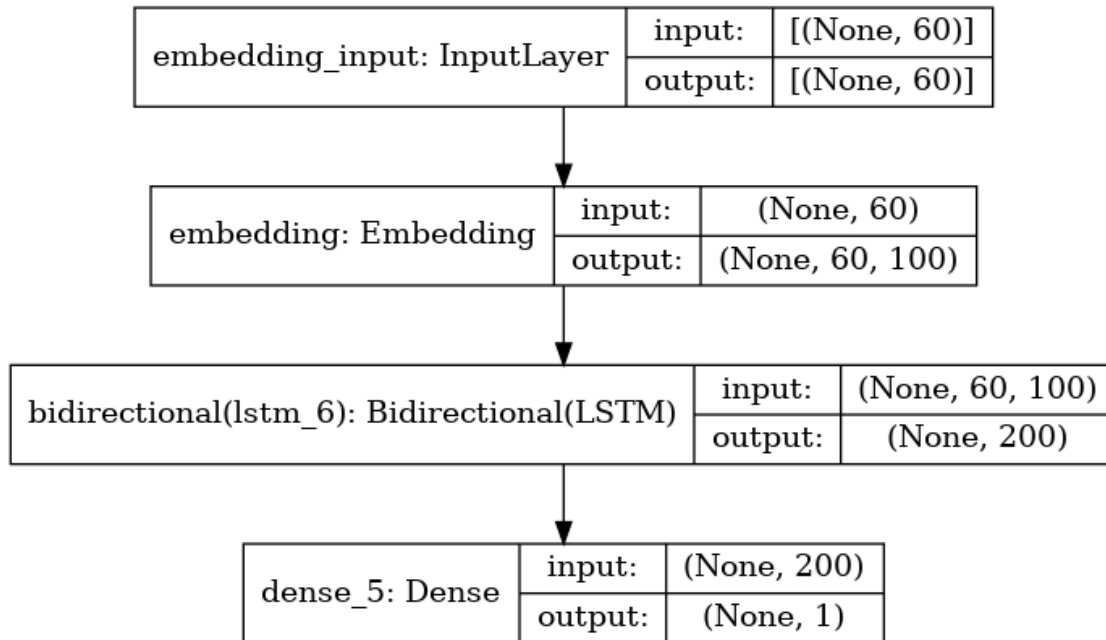 embedding_input: InputLayer
input: [(None, 60)]
output: [(None, 60)]
embedding: Embedding
input: (None, 60)
output: (None, 60, 100)
bidirectional(lstm_6): Bidirectional(LSTM)
input: (None, 60, 100)
output: (None, 200)
dense_5: Dense
input: (None, 200)
output: (None, 1)